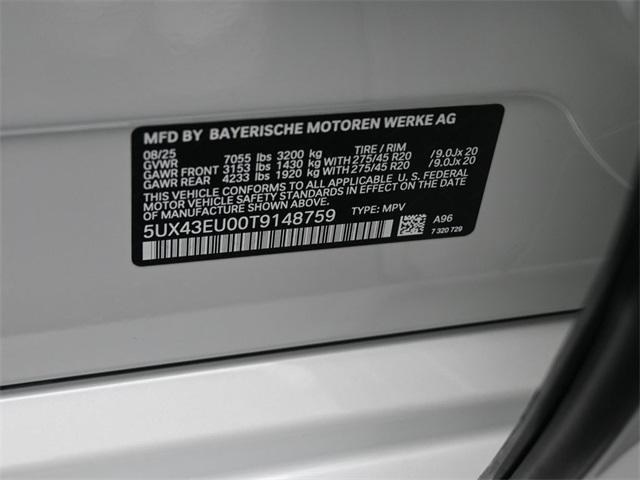 MFD BY BAYERISCHE MOTOREN WERKE AG
08/25 TIRE / RIM
GVWR 7055 lbs 3200 kg
GAWR FRONT 3153 lbs 1430 kg WITH 275/45 R20 / 9.0Jx 20
GAWR REAR 4233 lbs 1920 kg WITH 275/45 R20 / 9.0Jx 20
THIS VEHICLE CONFORMS TO ALL APPLICABLE U. S. FEDERAL
MOTOR VEHICLE SAFETY STANDARDS IN EFFECT ON THE DATE
OF MANUFACTURE SHOWN ABOVE.
5UX43EU00T9148759 TYPE: MPV
A96
7 320 729